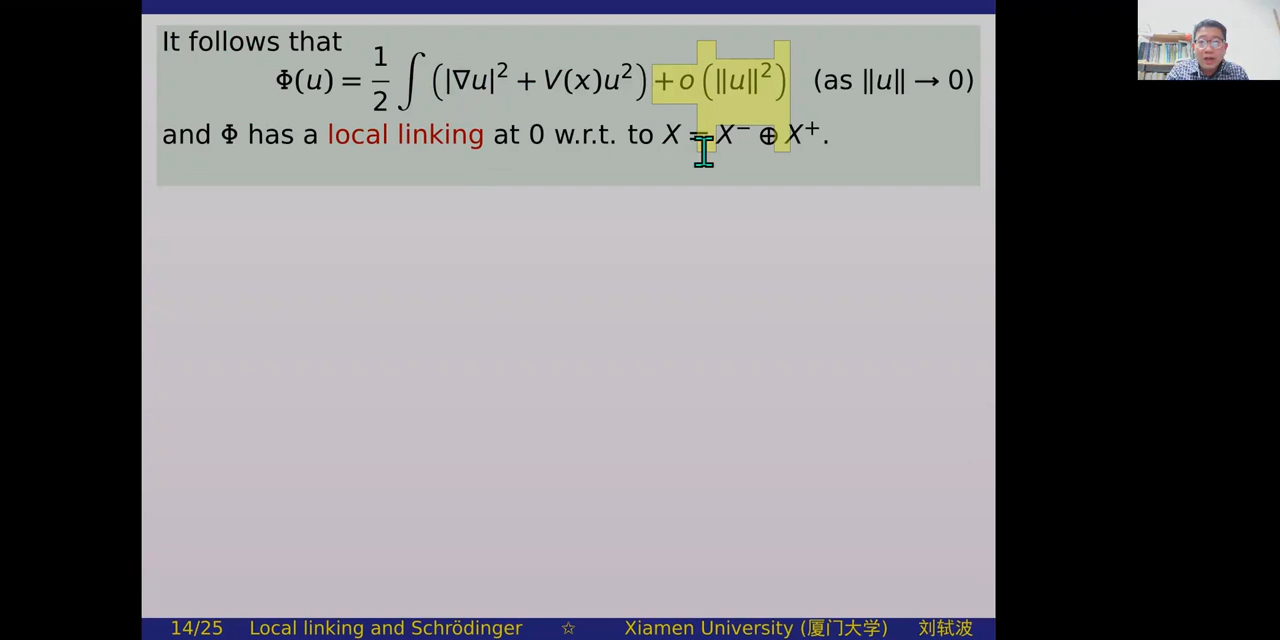 It follows that
Φ(u) = 1/2 ∫ (|∇u|² + V(x)u²) + o (‖u‖²) (as ‖u‖ → 0)
and Φ has a local linking at 0 w.r.t. to X = X⁻ ⊕ X⁺.
14/25 Local linking and Schrödinger ☆ Xiamen University (厦门大学) 刘轼波